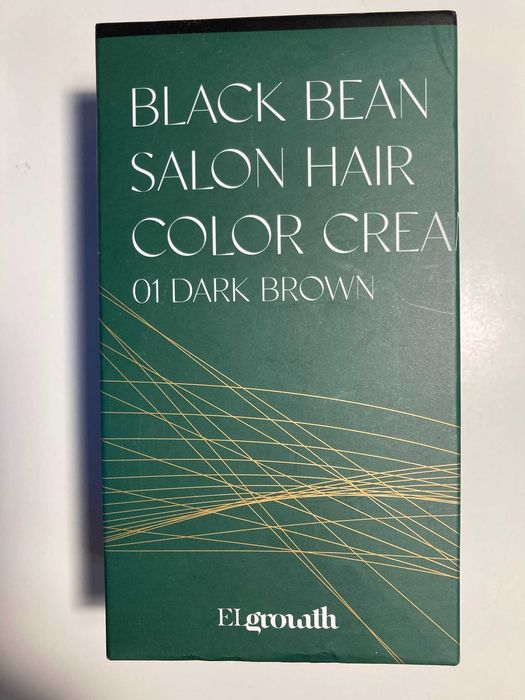 BLACK BEAN
SALON HAIR
COLOR CREA
01 DARK BROWN
ELgrowth